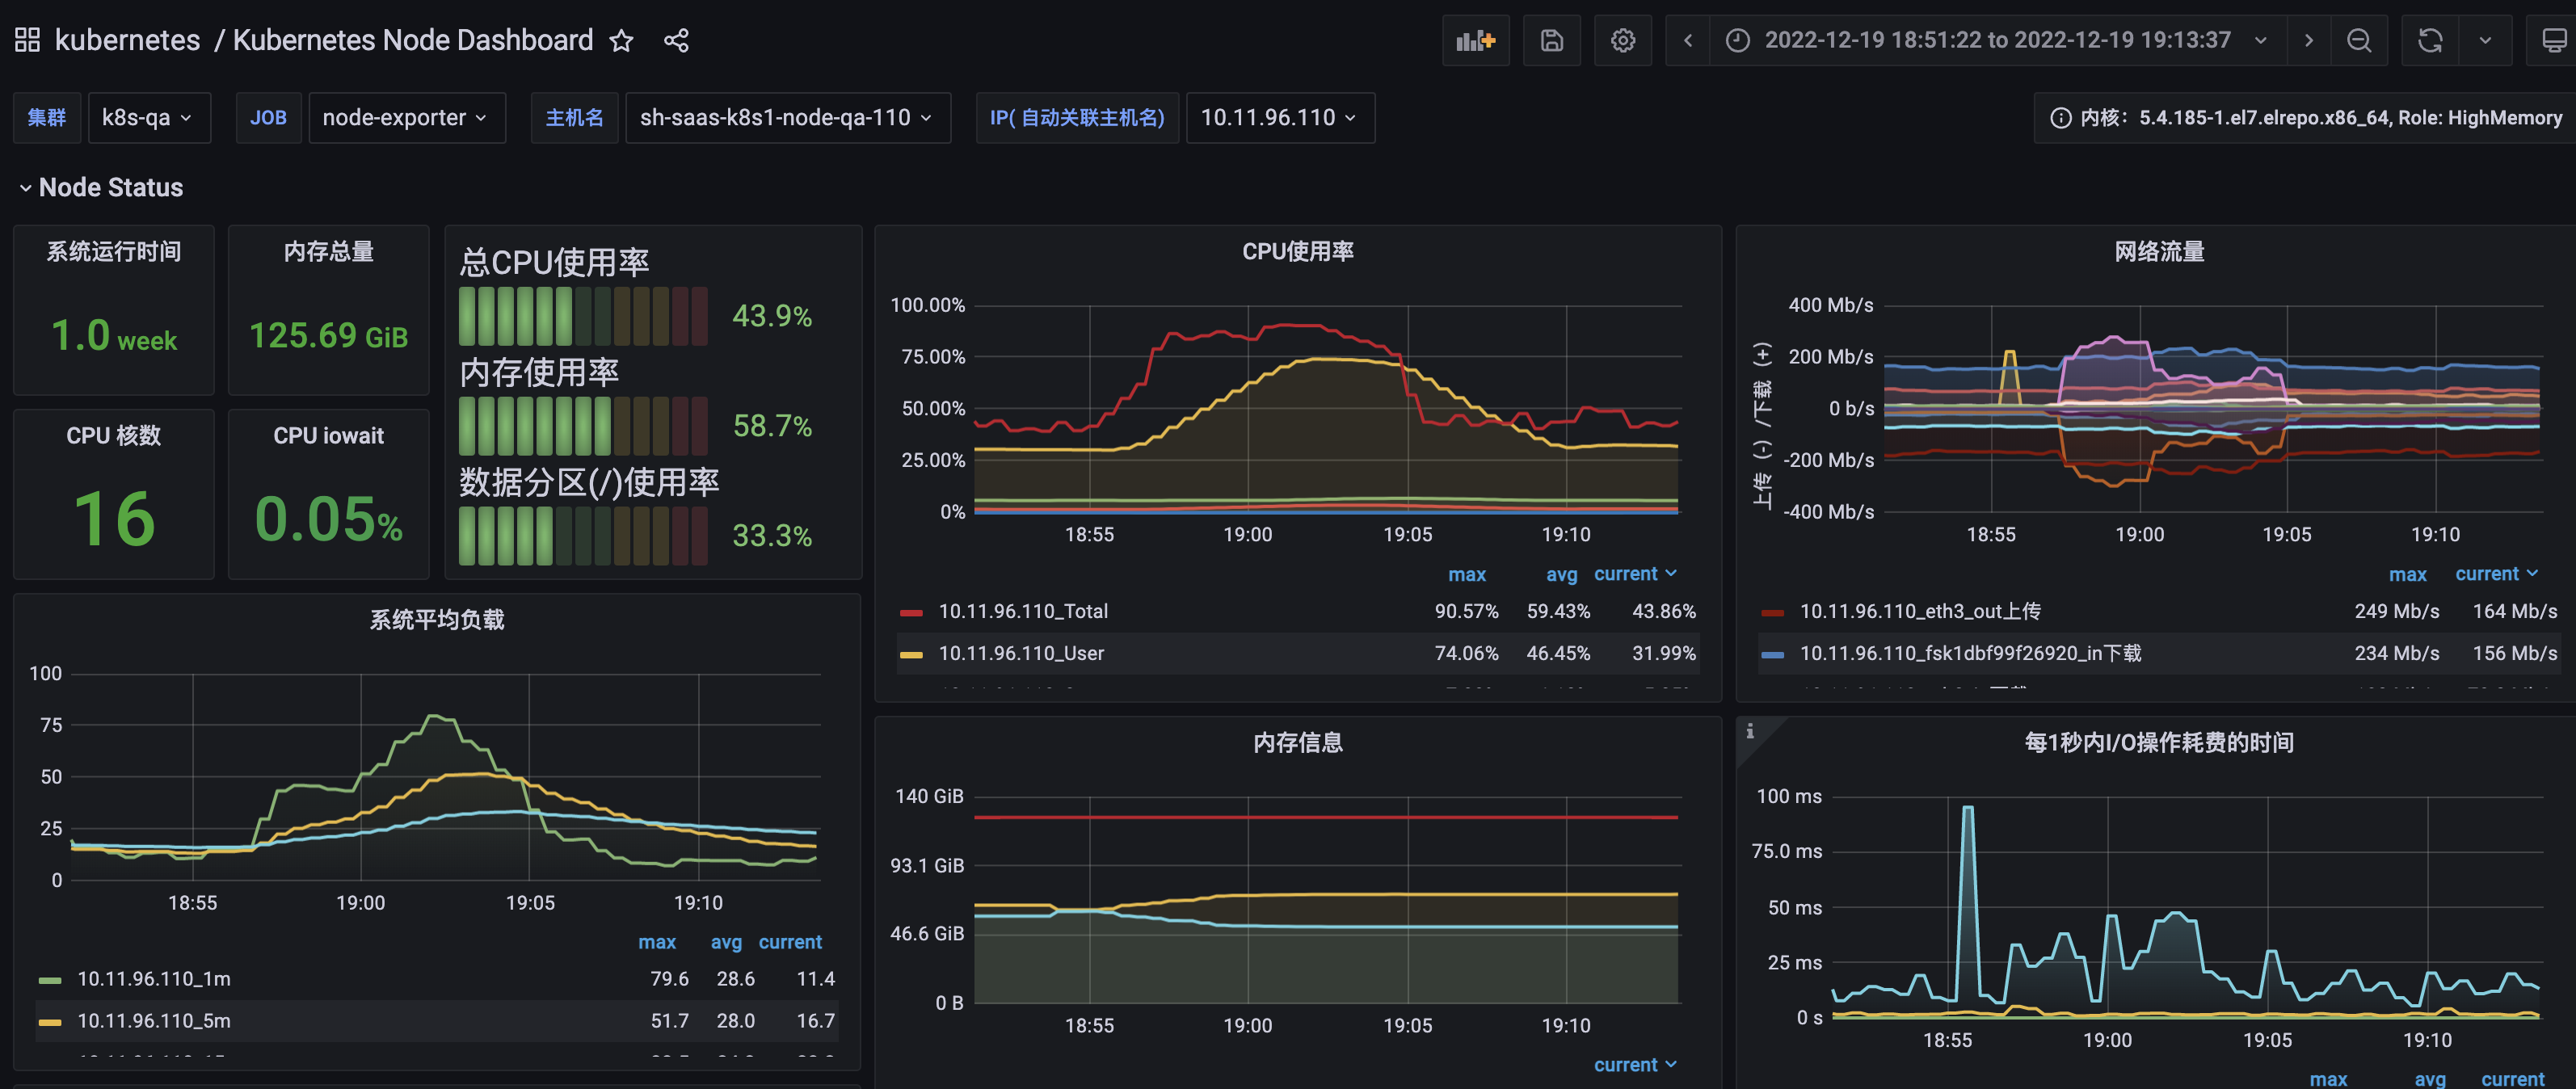 kubernetes / Kubernetes Node Dashboard
2022-12-19 18:51:22 to 2022-12-19 19:13:37
集群 k8s-qa JOB node-exporter 主机名 sh-saas-k8s1-node-qa-110 IP( 自动关联主机名) 10.11.96.110
内核：5.4.185-1.el7.elrepo.x86_64, Role: HighMemory
Node Status
系统运行时间
1.0 week
内存总量
125.69 GiB
CPU 核数
16
CPU iowait
0.05%
总CPU使用率
43.9%
内存使用率
58.7%
数据分区(/)使用率
33.3%
CPU使用率
100.00%
75.00%
50.00%
25.00%
0%
18:55 19:00 19:05 19:10
max avg current
10.11.96.110_Total 90.57% 59.43% 43.86%
10.11.96.110_User 74.06% 46.45% 31.99%
网络流量
上传（-）/下载（+）
400 Mb/s
200 Mb/s
0 b/s
-200 Mb/s
-400 Mb/s
18:55 19:00 19:05 19:10
max current
10.11.96.110_eth3_out上传 249 Mb/s 164 Mb/s
10.11.96.110_fsk1dbf99f26920_in下载 234 Mb/s 156 Mb/s
系统平均负载
100
75
50
25
0
18:55 19:00 19:05 19:10
max avg current
10.11.96.110_1m 79.6 28.6 11.4
10.11.96.110_5m 51.7 28.0 16.7
内存信息
140 GiB
93.1 GiB
46.6 GiB
0 B
18:55 19:00 19:05 19:10
current
每1秒内I/O操作耗费的时间
100 ms
75.0 ms
50 ms
25 ms
0 s
18:55 19:00 19:05 19:10
max avg current